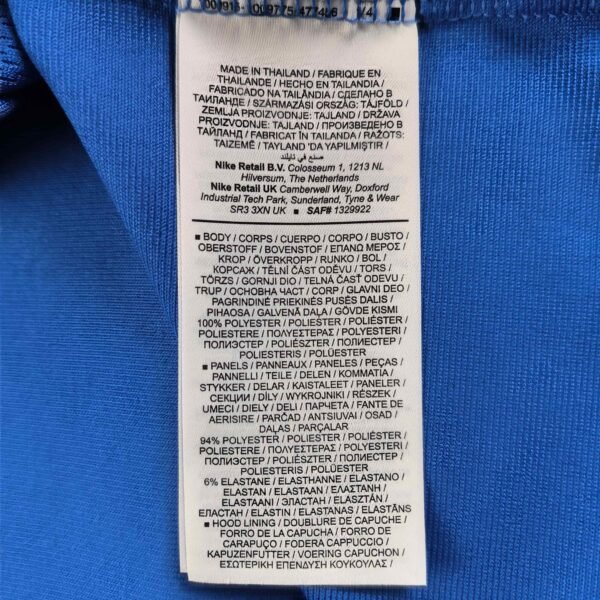 009775 477406 1/4 ■
MADE IN THAILAND / FABRIQUE EN
THAILANDE / HECHO EN TAILANDIA /
FABRICADO NA TAILÂNDIA / СДЕЛАНО В
ТАИЛАНДЕ / SZÁRMAZÁSI ORSZÁG: TÁJFÖLD /
ZEMLJA PROIZVODNJE: TAJLAND / DRŽAVA
PROIZVODNJE: TAJLAND / ПРОИЗВЕДЕНО В
ТАЙЛАНД / FABRICAT ÎN TAILANDA / RAŽOTS:
TAIZEMĒ / TAYLAND 'DA YAPILMIŞTIR /
صنع في تايلند
Nike Retail B.V. Colosseum 1, 1213 NL
Hilversum, The Netherlands
Nike Retail UK Camberwell Way, Doxford
Industrial Tech Park, Sunderland, Tyne & Wear
SR3 3XN UK ■ SAF# 1329922
■ BODY / CORPS / CUERPO / CORPO / BUSTO /
OBERSTOFF / BOVENSTOF / ΕΠΑΝΩ ΜΕΡΟΣ /
KROP / ÖVERKROPP / RUNKO / BOL /
КОРСАЖ / TĚLNÍ ČÁST ODĚVU / TORS /
TÖRZS / GORNJI DIO / TELNÁ ČASŤ ODEVU /
TRUP / ОСНОВНА ЧАСТ / CORP / GLAVNI DEO /
PAGRINDINĖ PRIEKINĖS PUSĖS DALIS /
PIHAOSA / GALVENĀ DAĻA / GÖVDE KISMI
100% POLYESTER / POLIESTER / POLIÉSTER /
POLIESTERE / ΠΟΛΥΕΣΤΕΡΑΣ / POLYESTERI /
ПОЛИЭСТЕР / POLIÉSZTER / ПОЛИЕСТЕР /
POLIESTERIS / POLÜESTER
■ PANELS / PANNEAUX / PANELES / PEÇAS /
PANNELLI / TEILE / DELEN / ΚΟΜΜΑΤΙΑ /
STYKKER / DELAR / KAISTALEET / PANELER /
СЕКЦИИ / DÍLY / WYKROJNIKI / RÉSZEK /
UMECI / DIELY / DELI / ПАРЧЕТА / FANTE DE
AERISIRE / PARČAD / ANTSIUVAI / OSAD /
DAĻAS / PARÇALAR
94% POLYESTER / POLIESTER / POLIÉSTER /
POLIESTERE / ΠΟΛΥΕΣΤΕΡΑΣ / POLYESTERI /
ПОЛИЭСТЕР / POLIÉSZTER / ПОЛИЕСТЕР /
POLIESTERIS / POLÜESTER
6% ELASTANE / ELASTHANNE / ELASTANO /
ELASTAN / ELASTAAN / ΕΛΑΣΤΑΝΗ /
ELASTAANI / ЭЛАСТАН / ELASZTÁN /
ЕЛАСТАН / ELASTIN / ELASTANAS / ELASTĀNS
■ HOOD LINING / DOUBLURE DE CAPUCHE /
FORRO DE LA CAPUCHA / FORRO DE
CARAPUÇO / FODERA CAPPUCCIO /
KAPUZENFUTTER / VOERING CAPUCHON /
ΕΣΩΤΕΡΙΚΗ ΕΠΕΝΔΥΣΗ ΚΟΥΚΟΥΛΑΣ /